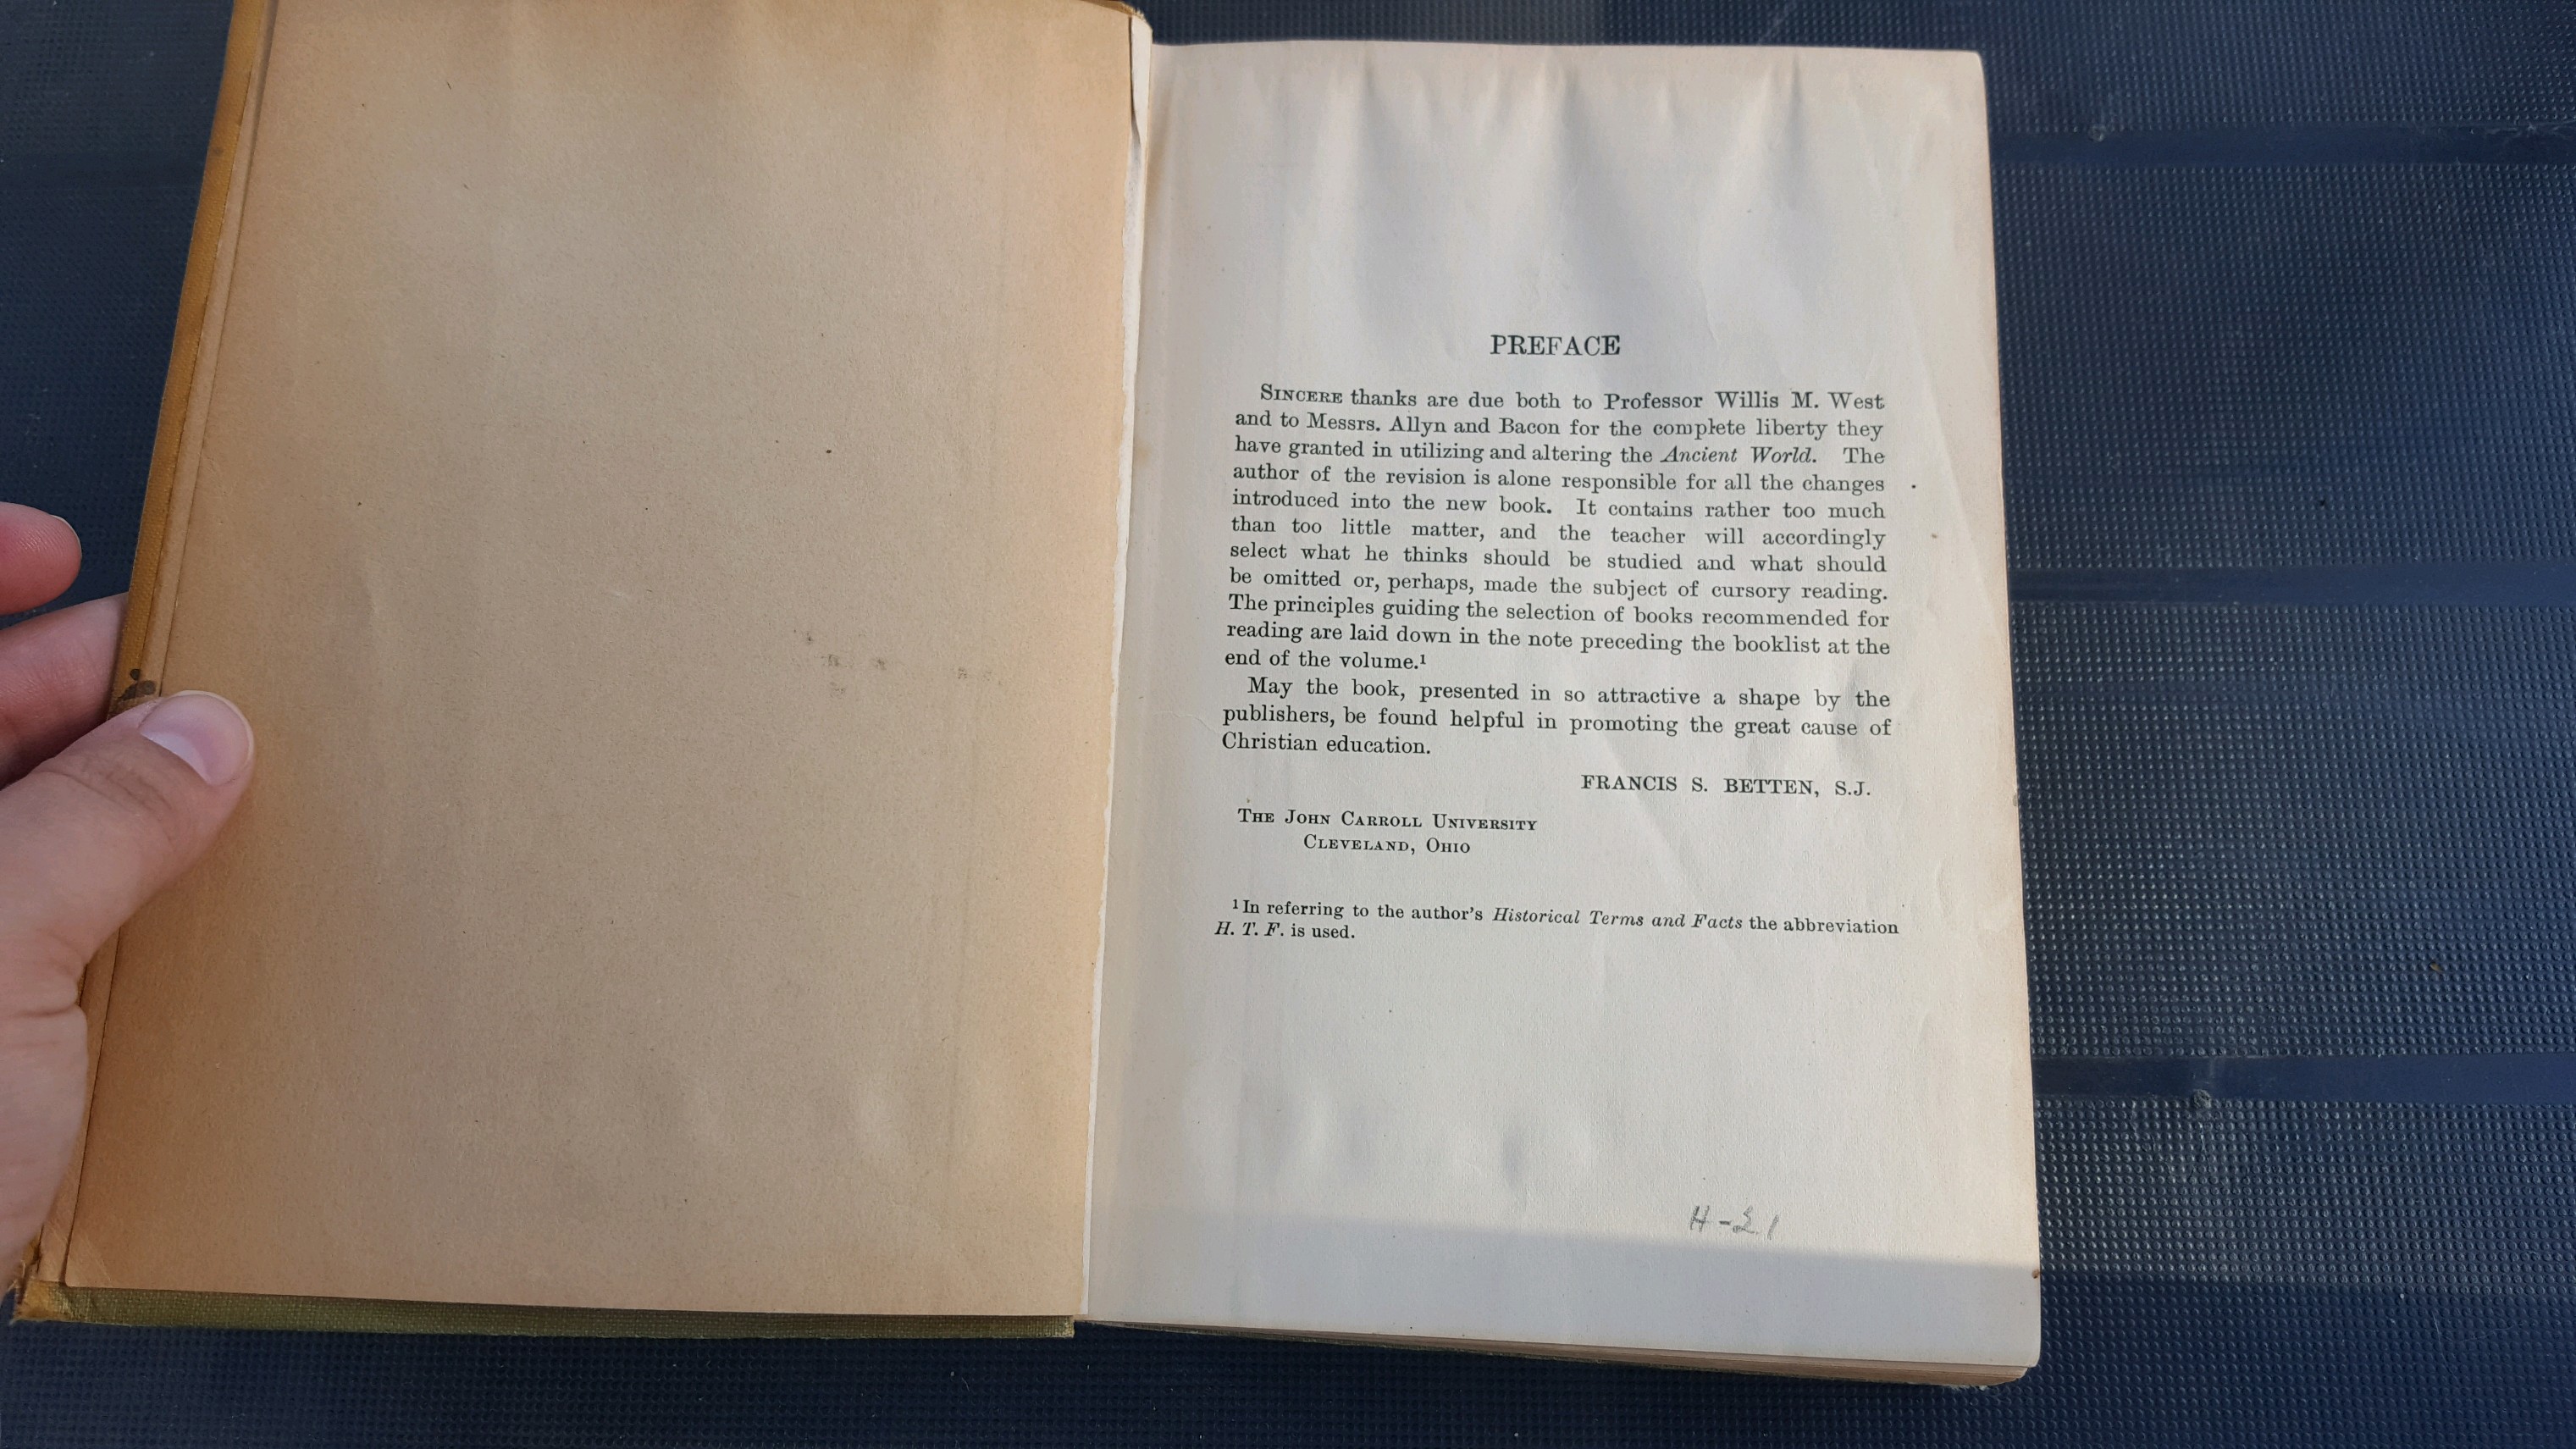 PREFACE
SINCERE thanks are due both to Professor Willis M. West
and to Messrs. Allyn and Bacon for the complete liberty they
have granted in utilizing and altering the Ancient World. The
author of the revision is alone responsible for all the changes
introduced into the new book. It contains rather too much
than too little matter, and the teacher will accordingly
select what he thinks should be studied and what should
be omitted or, perhaps, made the subject of cursory reading.
The principles guiding the selection of books recommended for
reading are laid down in the note preceding the booklist at the
end of the volume.¹
May the book, presented in so attractive a shape by the
publishers, be found helpful in promoting the great cause of
Christian education.
FRANCIS S. BETTEN, S.J.
THE JOHN CARROLL UNIVERSITY
CLEVELAND, OHIO
¹ In referring to the author's Historical Terms and Facts the abbreviation
H. T. F. is used.
H-21